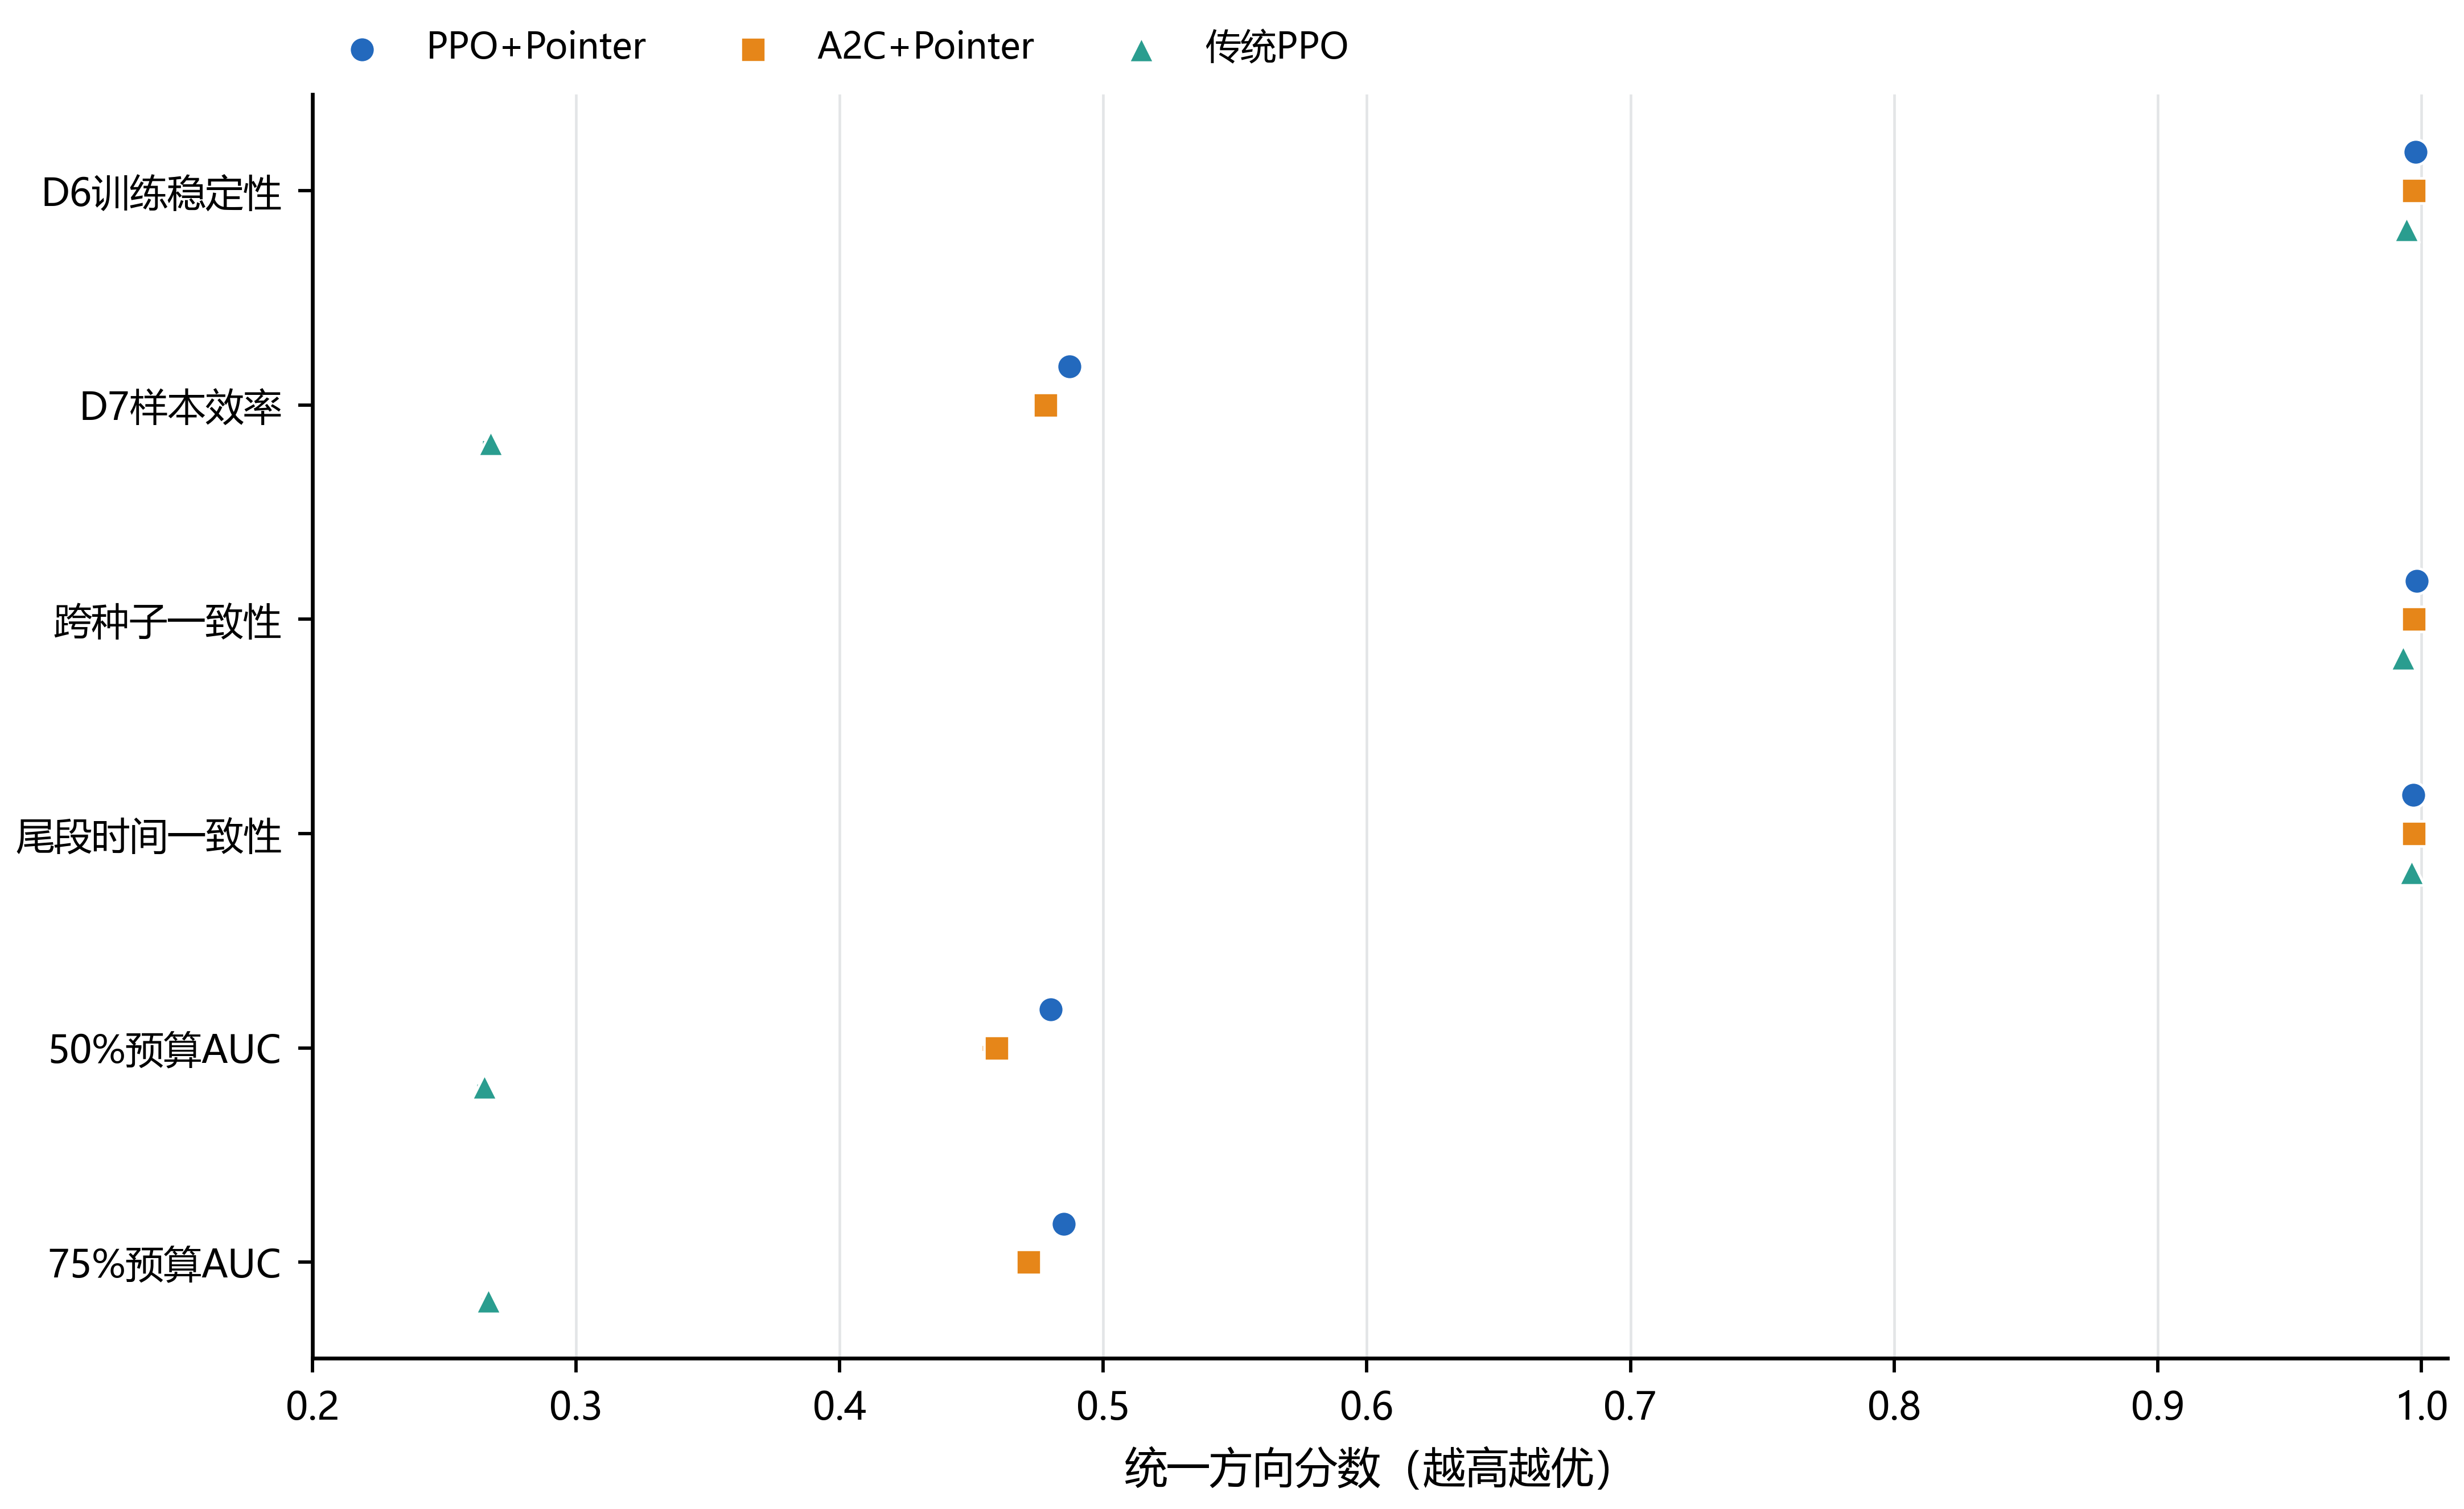 PPO+Pointer A2C+Pointer 传统PPO
D6训练稳定性
D7样本效率
跨种子一致性
尾段时间一致性
50%预算AUC
75%预算AUC
0.2 0.3 0.4 0.5 0.6 0.7 0.8 0.9 1.0
统一方向分数（越高越优）